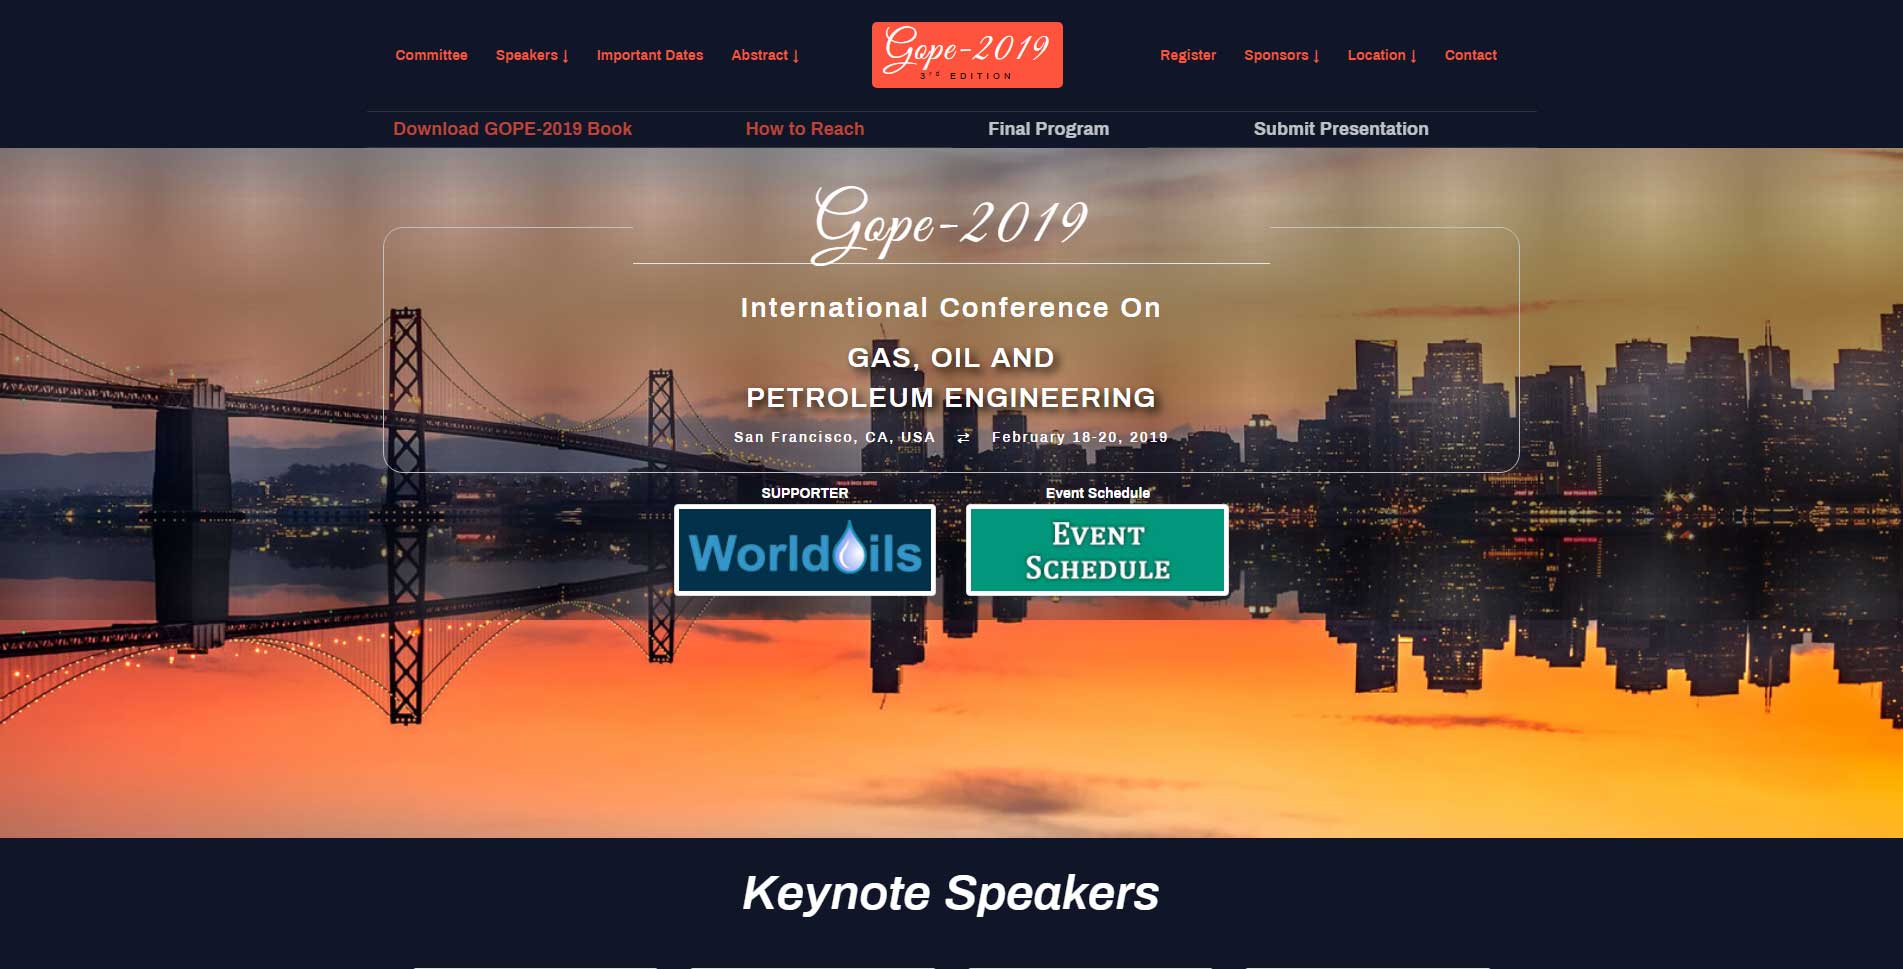 Committee Speakers ↓ Important Dates Abstract ↓ Gope-2019 Register Sponsors ↓ Location ↓ Contact
3rd EDITION
Download GOPE-2019 Book How to Reach Final Program Submit Presentation
Gope-2019
International Conference On
GAS, OIL AND
PETROLEUM ENGINEERING
San Francisco, CA, USA ⇄ February 18-20, 2019
SUPPORTER Event Schedule
WorldOils
EVENT
SCHEDULE
Keynote Speakers